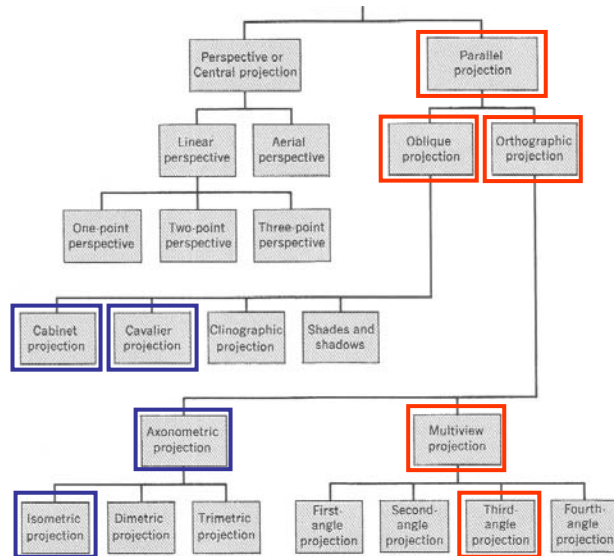 Perspective or
Central projection
Parallel
projection
Linear
perspective
Aerial
perspective
Oblique
projection
Orthographic
projection
One-point
perspective
Two-point
perspective
Three-point
perspective
Cabinet
projection
Cavalier
projection
Clinographic
projection
Shades and
shadows
Axonometric
projection
Multiview
projection
Isometric
projection
Dimetric
projection
Trimetric
projection
First-
angle
projection
Second-
angle
projection
Third-
angle
projection
Fourth-
angle
projection